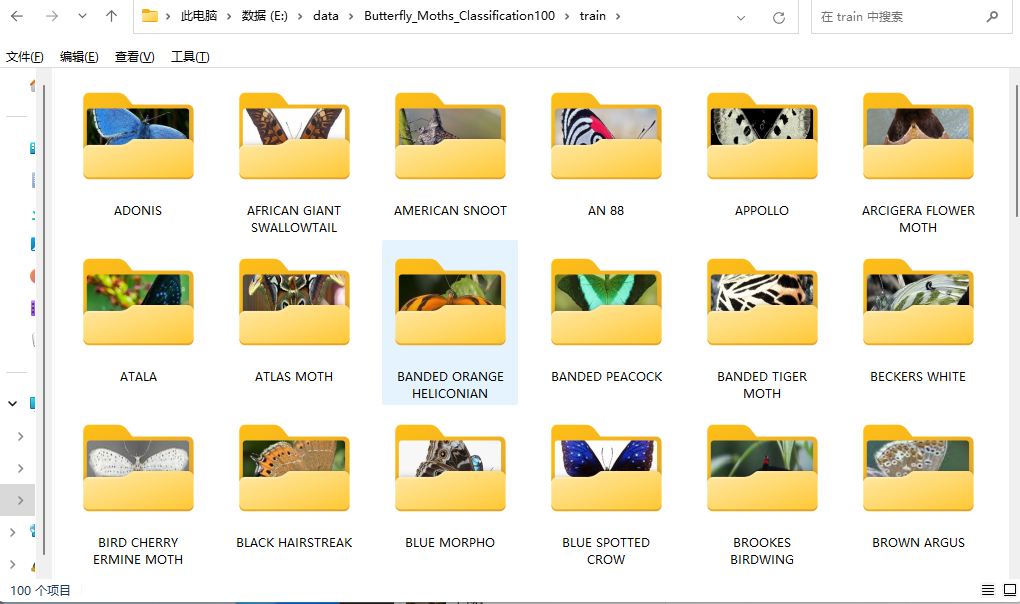 此电脑 > 数据 (E:) > data > Butterfly_Moths_Classification100 > train >
在 train 中搜索
文件(F) 编辑(E) 查看(V) 工具(T)
ADONIS
AFRICAN GIANT
SWALLOWTAIL
AMERICAN SNOOT
AN 88
APPOLLO
ARCIGERA FLOWER
MOTH
ATALA
ATLAS MOTH
BANDED ORANGE
HELICONIAN
BANDED PEACOCK
BANDED TIGER
MOTH
BECKERS WHITE
BIRD CHERRY
ERMINE MOTH
BLACK HAIRSTREAK
BLUE MORPHO
BLUE SPOTTED
CROW
BROOKES
BIRDWING
BROWN ARGUS
100 个项目